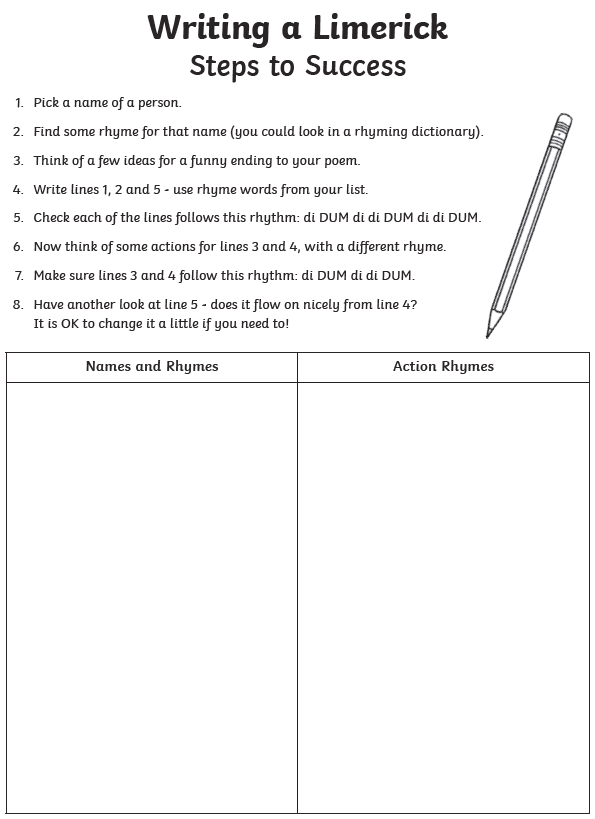 Writing a Limerick
Steps to Success
1. Pick a name of a person.
2. Find some rhyme for that name (you could look in a rhyming dictionary).
3. Think of a few ideas for a funny ending to your poem.
4. Write lines 1, 2 and 5 - use rhyme words from your list.
5. Check each of the lines follows this rhythm: di DUM di di DUM di di DUM.
6. Now think of some actions for lines 3 and 4, with a different rhyme.
7. Make sure lines 3 and 4 follow this rhythm: di DUM di di DUM.
8. Have another look at line 5 - does it flow on nicely from line 4?
It is OK to change it a little if you need to!
Names and Rhymes
Action Rhymes